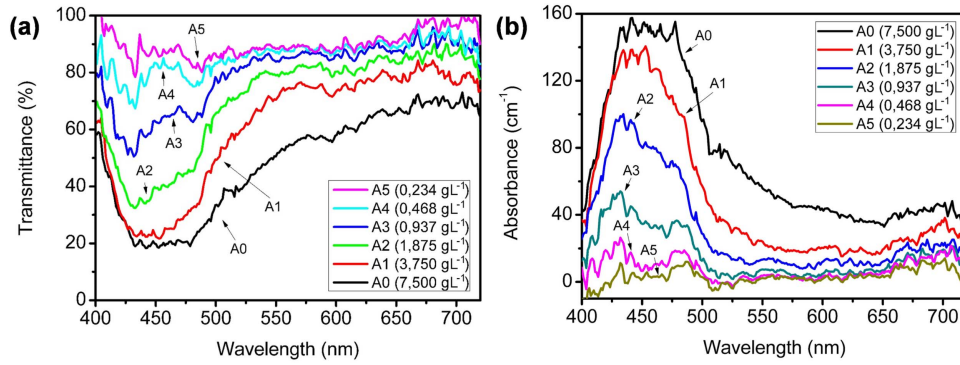 (a)
100
80
60
40
20
0
Transmittance (%)
400
450
500
550
600
650
700
Wavelength (nm)
A5
A4
A3
A2
A1
A0
A5 (0,234 gL⁻¹)
A4 (0,468 gL⁻¹)
A3 (0,937 gL⁻¹)
A2 (1,875 gL⁻¹)
A1 (3,750 gL⁻¹)
A0 (7,500 gL⁻¹)
(b)
160
120
80
40
0
Absorbance (cm⁻¹)
400
450
500
550
600
650
700
Wavelength (nm)
A0
A1
A2
A3
A4
A5
A0 (7,500 gL⁻¹)
A1 (3,750 gL⁻¹)
A2 (1,875 gL⁻¹)
A3 (0,937 gL⁻¹)
A4 (0,468 gL⁻¹)
A5 (0,234 gL⁻¹)